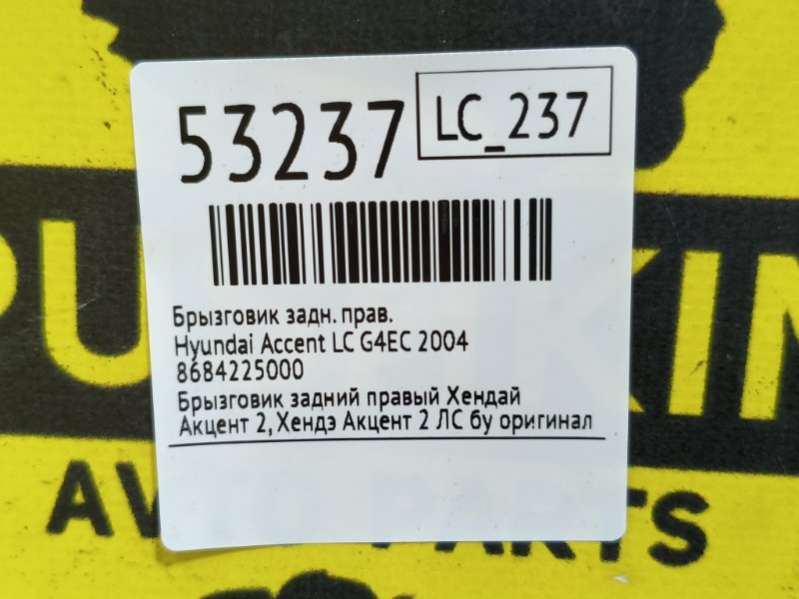 53237
LC_237
Брызговик задн. прав.
Hyundai Accent LC G4EC 2004
8684225000
Брызговик задний правый Хендай
Акцент 2, Хендэ Акцент 2 ЛС бу оригинал
PARTS